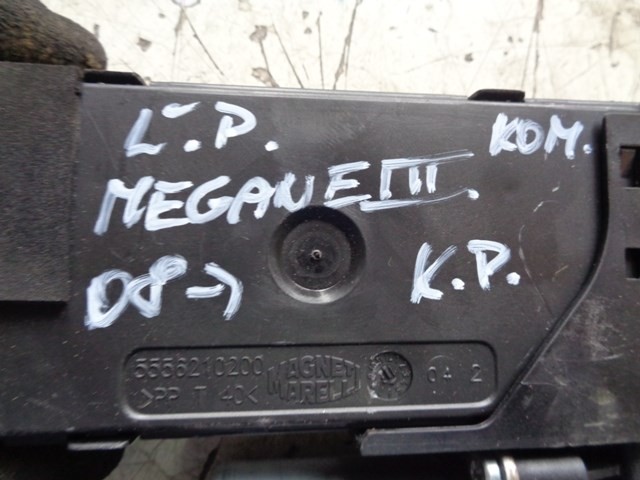 L.P. KOM.
MEGANE III
08-> K.P.
5556210200 MAGNETI MARELLI 04 2
>PP T 40<